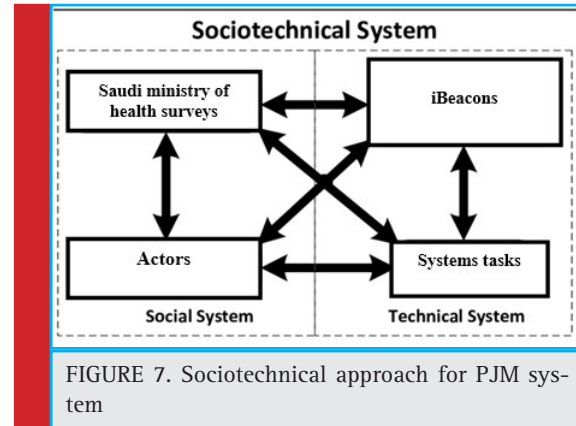 Sociotechnical System
Saudi ministry of
health surveys
iBeacons
Actors
Systems tasks
Social System
Technical System
FIGURE 7. Sociotechnical approach for PJM sys-
tem